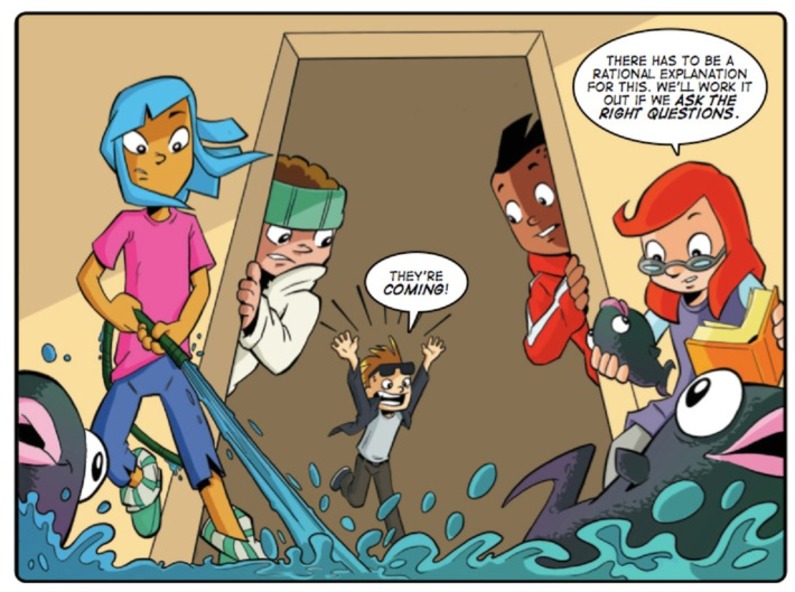 THERE HAS TO BE A
RATIONAL EXPLANATION
FOR THIS. WE'LL WORK IT
OUT IF WE ASK THE
RIGHT QUESTIONS.
THEY'RE
COMING!